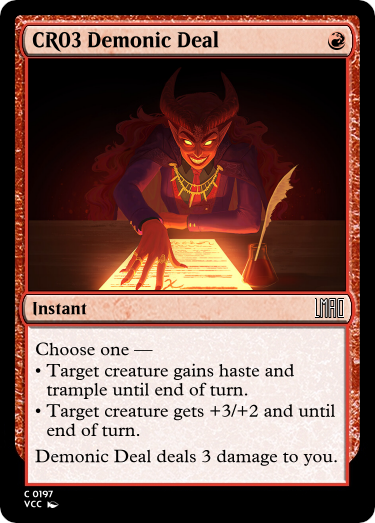 CR03 Demonic Deal
Instant
LMAO
Choose one —
• Target creature gains haste and
trample until end of turn.
• Target creature gets +3/+2 and until
end of turn.
Demonic Deal deals 3 damage to you.
C 0197
VCC